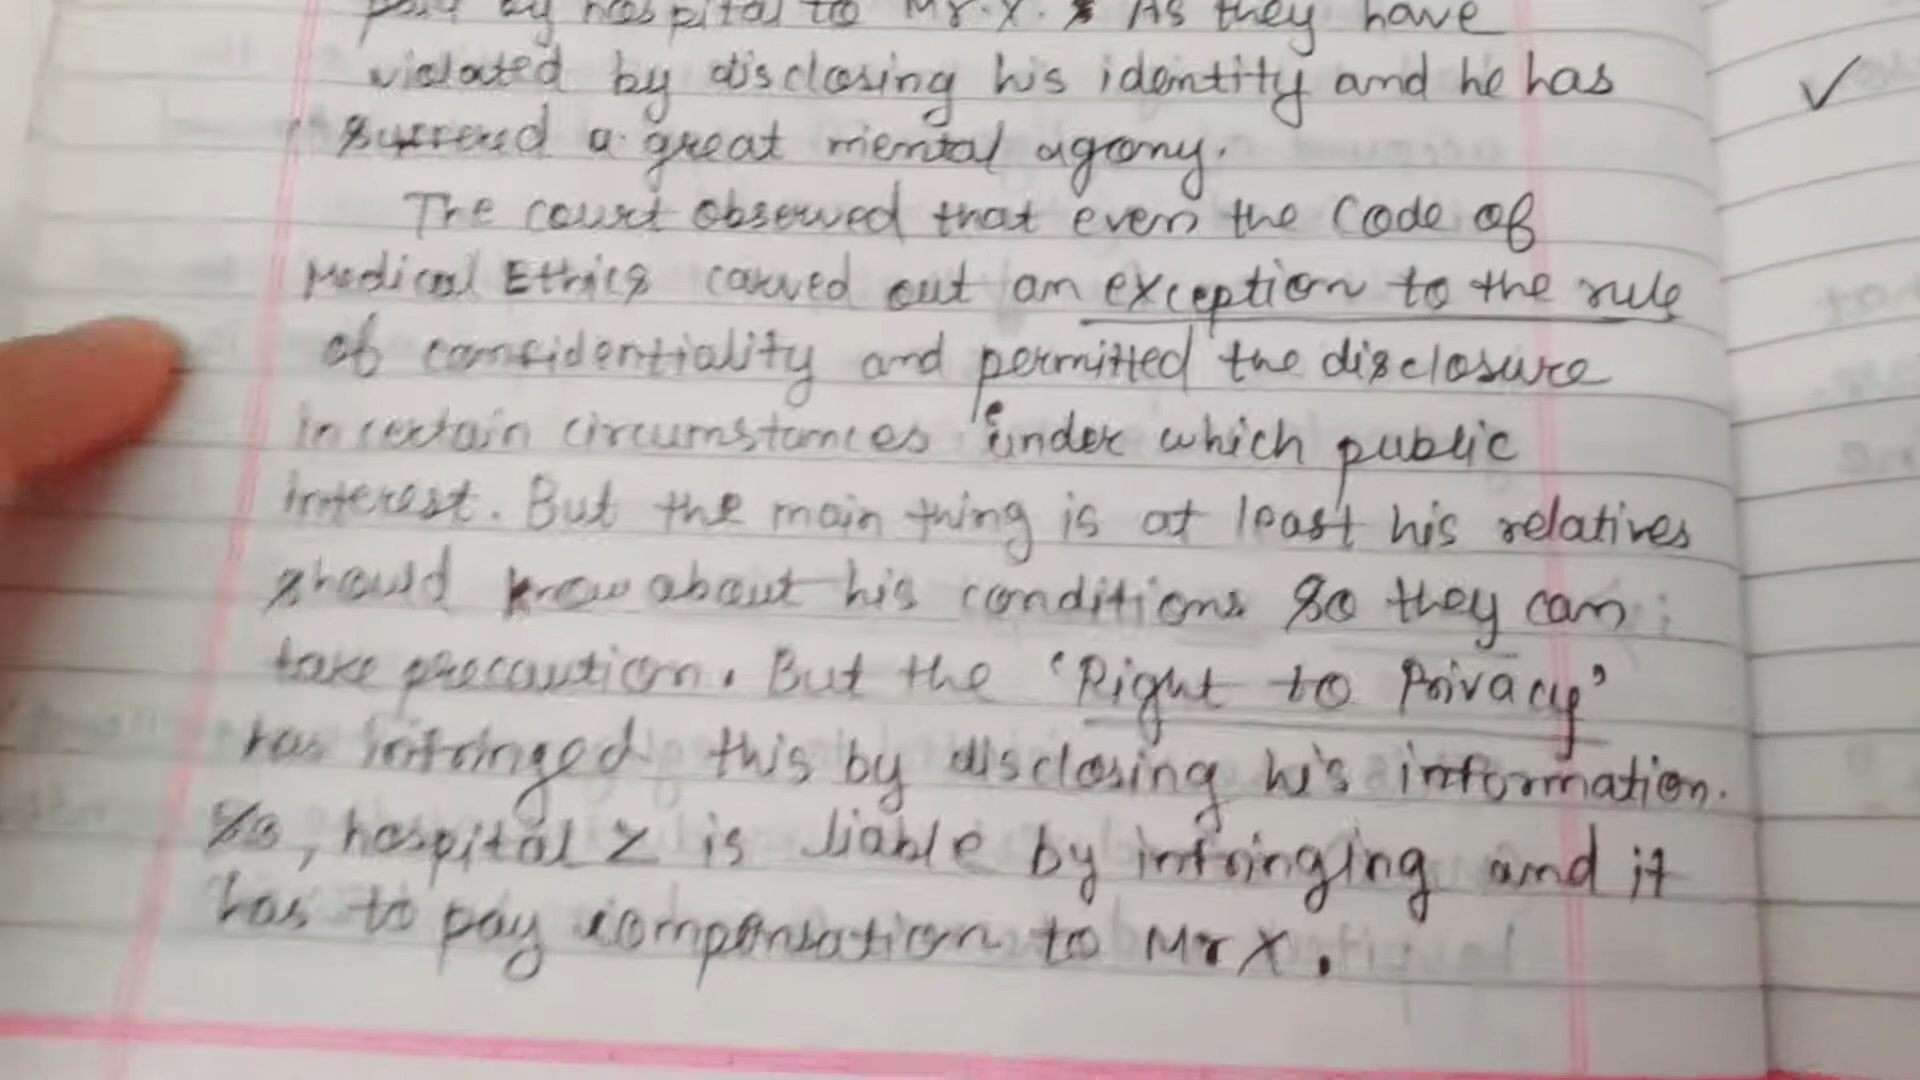 paid by hospital to Mr. X. As they have
violated by disclosing his identity and he has
suffered a great mental agony.
The court observed that even the Code of
Medical Ethics carved out an exception to the rule
of confidentiality and permitted the disclosure
in certain circumstances under which public
interest. But the main thing is at least his relatives
should know about his conditions so they can
take precaution. But the 'Right to Privacy'
has infringed this by disclosing his information.
So, hospital Z is liable by infringing and it
has to pay compensation to Mr X.